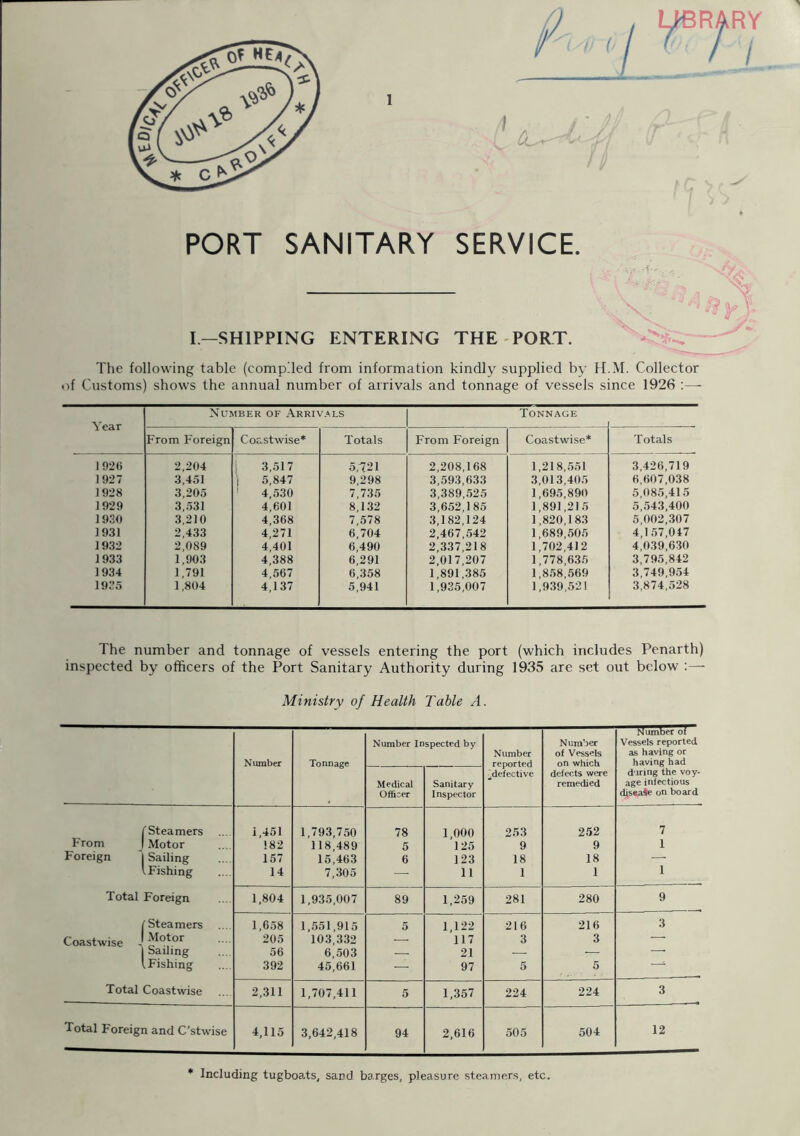 LIBRARY
MEDICAL OFFICER OF HEALTH
JUN 18 1936
* CARDIFF *
1
Cardiff
1935.
LIBRARY
PORT SANITARY SERVICE.
I.—SHIPPING ENTERING THE PORT.
The following table (compiled from information kindly supplied by H.M. Collector
of Customs) shows the annual number of arrivals and tonnage of vessels since 1926 :—
Year | Number of Arrivals | Tonnage
From Foreign | Coastwise* | Totals | From Foreign | Coastwise* | Totals
1926 | 2,204 | 3,517 | 5,721 | 2,208,168 | 1,218,551 | 3,426,719
1927 | 3,451 | 5,847 | 9,298 | 3,593,633 | 3,013,405 | 6,607,038
1928 | 3,205 | 4,530 | 7,735 | 3,389,525 | 1,695,890 | 5,085,415
1929 | 3,531 | 4,601 | 8,132 | 3,652,185 | 1,891,215 | 5,543,400
1930 | 3,210 | 4,368 | 7,578 | 3,182,124 | 1,820,183 | 5,002,307
1931 | 2,433 | 4,271 | 6,704 | 2,467,542 | 1,689,505 | 4,157,047
1932 | 2,089 | 4,401 | 6,490 | 2,337,218 | 1,702,412 | 4,039,630
1933 | 1,903 | 4,388 | 6,291 | 2,017,207 | 1,778,635 | 3,795,842
1934 | 1,791 | 4,567 | 6,358 | 1,891,385 | 1,858,569 | 3,749,954
1935 | 1,804 | 4,137 | 5,941 | 1,935,007 | 1,939,521 | 3,874,528
The number and tonnage of vessels entering the port (which includes Penarth)
inspected by officers of the Port Sanitary Authority during 1935 are set out below :—
Ministry of Health Table A.
Number | Tonnage | Number Inspected by Medical Officer | Sanitary Inspector | Number reported defective | Number of Vessels on which defects were remedied | Number of Vessels reported as having or having had during the voyage infectious disease on board
From Foreign
Steamers .... | 1,451 | 1,793,750 | 78 | 1,000 | 253 | 252 | 7
Motor .... | 182 | 118,489 | 5 | 125 | 9 | 9 | 1
Sailing .... | 157 | 15,463 | 6 | 123 | 18 | 18 | —
Fishing .... | 14 | 7,305 | — | 11 | 1 | 1 | 1
Total Foreign .... | 1,804 | 1,935,007 | 89 | 1,259 | 281 | 280 | 9
Coastwise
Steamers .... | 1,658 | 1,551,915 | 5 | 1,122 | 216 | 216 | 3
Motor .... | 205 | 103,332 | — | 117 | 3 | 3 | —
Sailing .... | 56 | 6,503 | — | 21 | — | — | —
Fishing .... | 392 | 45,661 | — | 97 | 5 | 5 | —
Total Coastwise .... | 2,311 | 1,707,411 | 5 | 1,357 | 224 | 224 | 3
Total Foreign and C'stwise | 4,115 | 3,642,418 | 94 | 2,616 | 505 | 504 | 12
* Including tugboats, sand barges, pleasure steamers, etc.